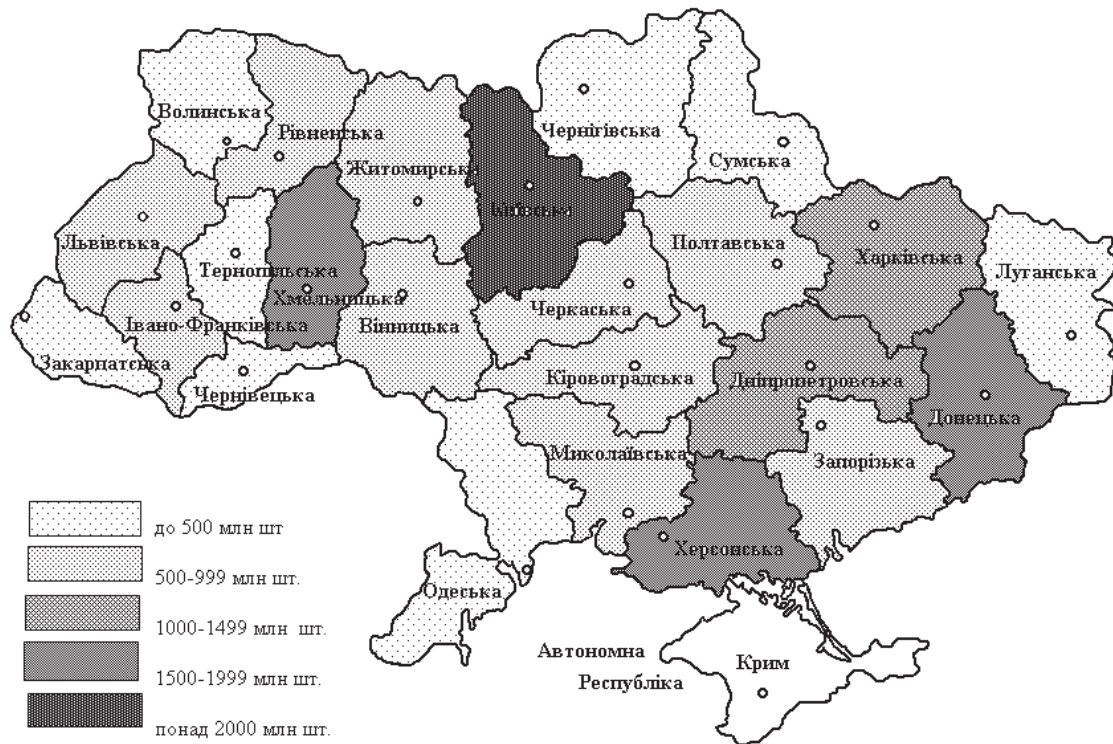 Волинська
Рівненська
Житомирська
Чернігівська
Сумська
Київська
Львівська
Тернопільська
Хмельницька
Івано-Франківська
Вінницька
Черкаська
Полтавська
Харківська
Луганська
Закарпатська
Чернівецька
Кіровоградська
Дніпропетровська
Донецька
Миколаївська
Запорізька
Херсонська
Одеська
Автономна
Республіка
Крим
до 500 млн шт
500-999 млн шт.
1000-1499 млн шт.
1500-1999 млн шт.
понад 2000 млн шт.